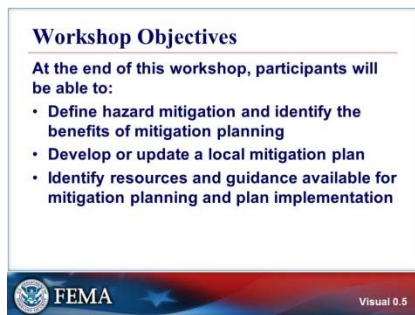 Workshop Objectives
At the end of this workshop, participants will
be able to:
• Define hazard mitigation and identify the
benefits of mitigation planning
• Develop or update a local mitigation plan
• Identify resources and guidance available for
mitigation planning and plan implementation
FEMA
Visual 0.5